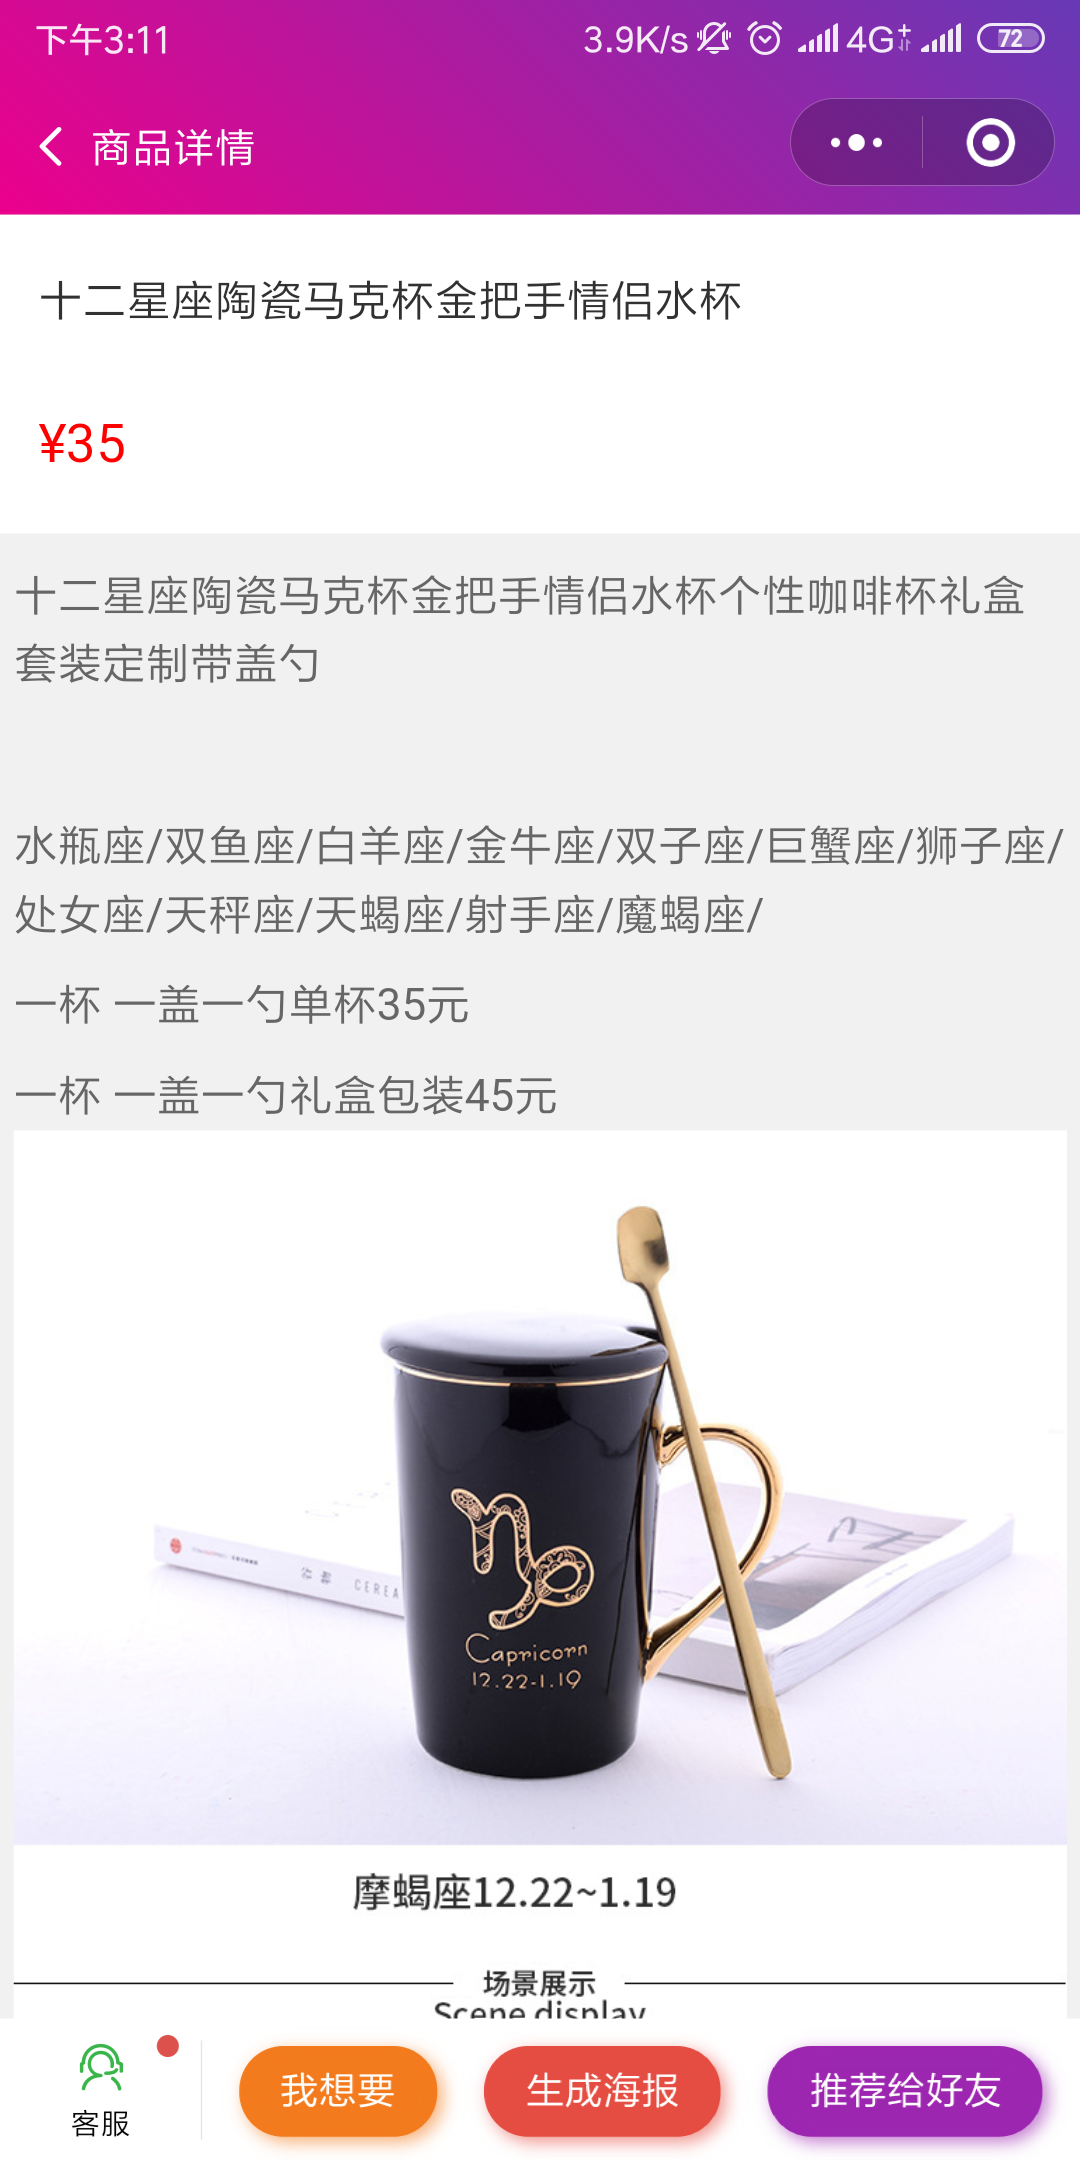 下午3:11
3.9K/s 4G+ 72
商品详情
十二星座陶瓷马克杯金把手情侣水杯
¥35
十二星座陶瓷马克杯金把手情侣水杯个性咖啡杯礼盒
套装定制带盖勺
水瓶座/双鱼座/白羊座/金牛座/双子座/巨蟹座/狮子座/
处女座/天秤座/天蝎座/射手座/魔蝎座/
一杯 一盖一勺单杯35元
一杯 一盖一勺礼盒包装45元
CEREA
Capricorn
12.22-1.19
摩蝎座12.22~1.19
场景展示
Scene display
客服
我想要
生成海报
推荐给好友